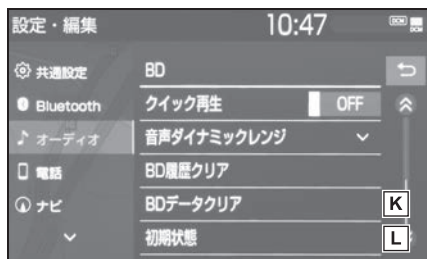 設定・編集
10:47
DCM
共通設定
Bluetooth
オーディオ
電話
ナビ
BD
クイック再生
OFF
音声ダイナミックレンジ
BD履歴クリア
BDデータクリア
K
初期状態
L